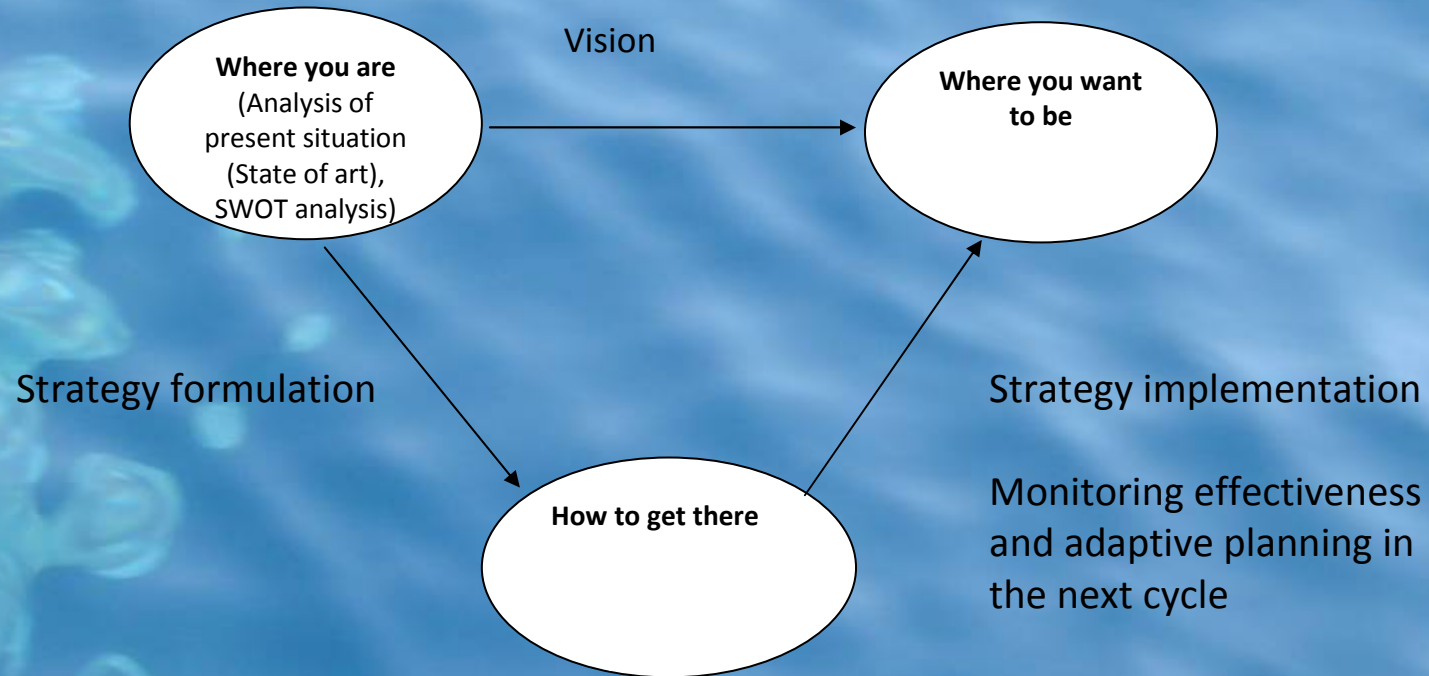 Vision
Where you are
(Analysis of
present situation
(State of art),
SWOT analysis)
Where you want
to be
Strategy formulation
How to get there
Strategy implementation
Monitoring effectiveness
and adaptive planning in
the next cycle